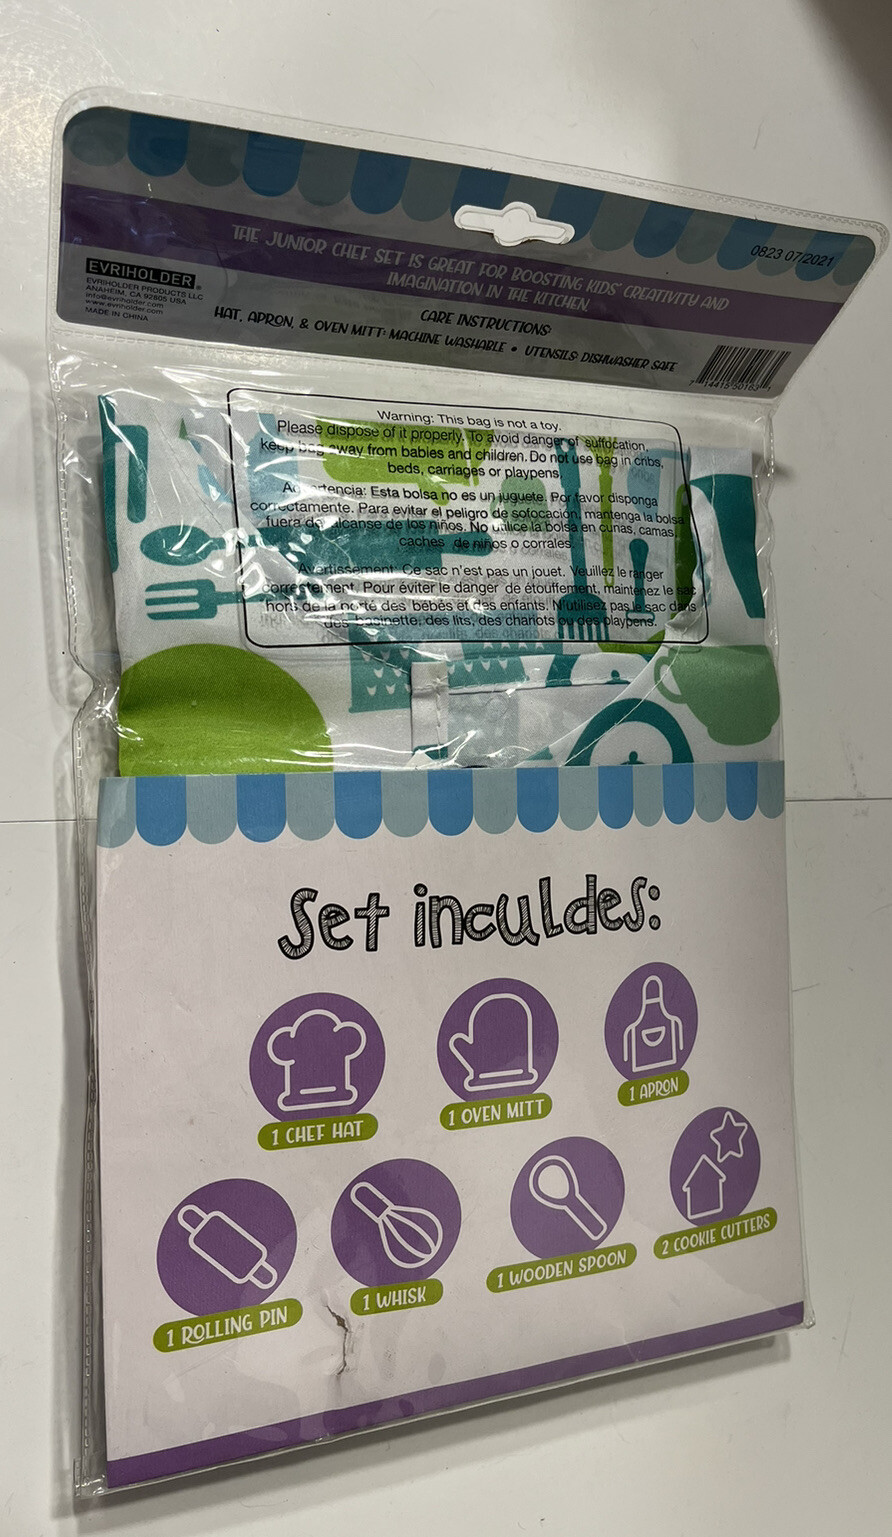 0823 07/2021
THE JUNIOR CHEF SET IS GREAT FOR BOOSTING KIDS' CREATIVITY AND
IMAGINATION IN THE KITCHEN.
EVRIHOLDER®
EVRIHOLDER PRODUCTS LLC
ANAHEIM, CA 92805 USA
info@evriholder.com
www.evriholder.com
MADE IN CHINA
CARE INSTRUCTIONS:
HAT, APRON, & OVEN MITT: MACHINE WASHABLE • UTENSILS: DISHWASHER SAFE
Warning: This bag is not a toy.
Please dispose of it properly. To avoid danger of suffocation,
keep bag away from babies and children. Do not use bag in cribs,
beds, carriages or playpens.
Advertencia: Esta bolsa no es un juguete. Por favor disponga
correctamente. Para evitar el peligro de sofocación, mantenga la bolsa
fuera de alcanse de los niños. No utilice la bolsa en cunas, camas,
de niños o corrales.
Avertissement: Ce sac n'est pas un jouet. Veuillez le ranger
correctement. Pour éviter le danger de étouffement, maintenez le sac
hors de la porté des bébés et des enfants. N'utilisez pas le sac dans
des basinette, des lits, des chariots ou des playpens.
Set inculdes:
1 CHEF HAT
1 OVEN MITT
1 APRON
1 ROLLING PIN
1 WHISK
1 WOODEN SPOON
2 COOKIE CUTTERS